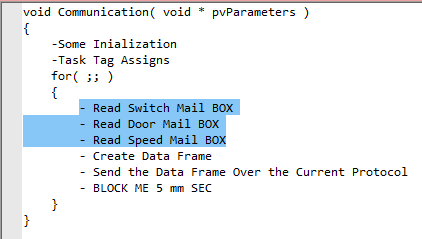 void Communication( void * pvParameters )
{
-Some Inialization
-Task Tag Assigns
for( ;; )
{
- Read Switch Mail BOX
- Read Door Mail BOX
- Read Speed Mail BOX
- Create Data Frame
- Send the Data Frame Over the Current Protocol
- BLOCK ME 5 mm SEC
}
}